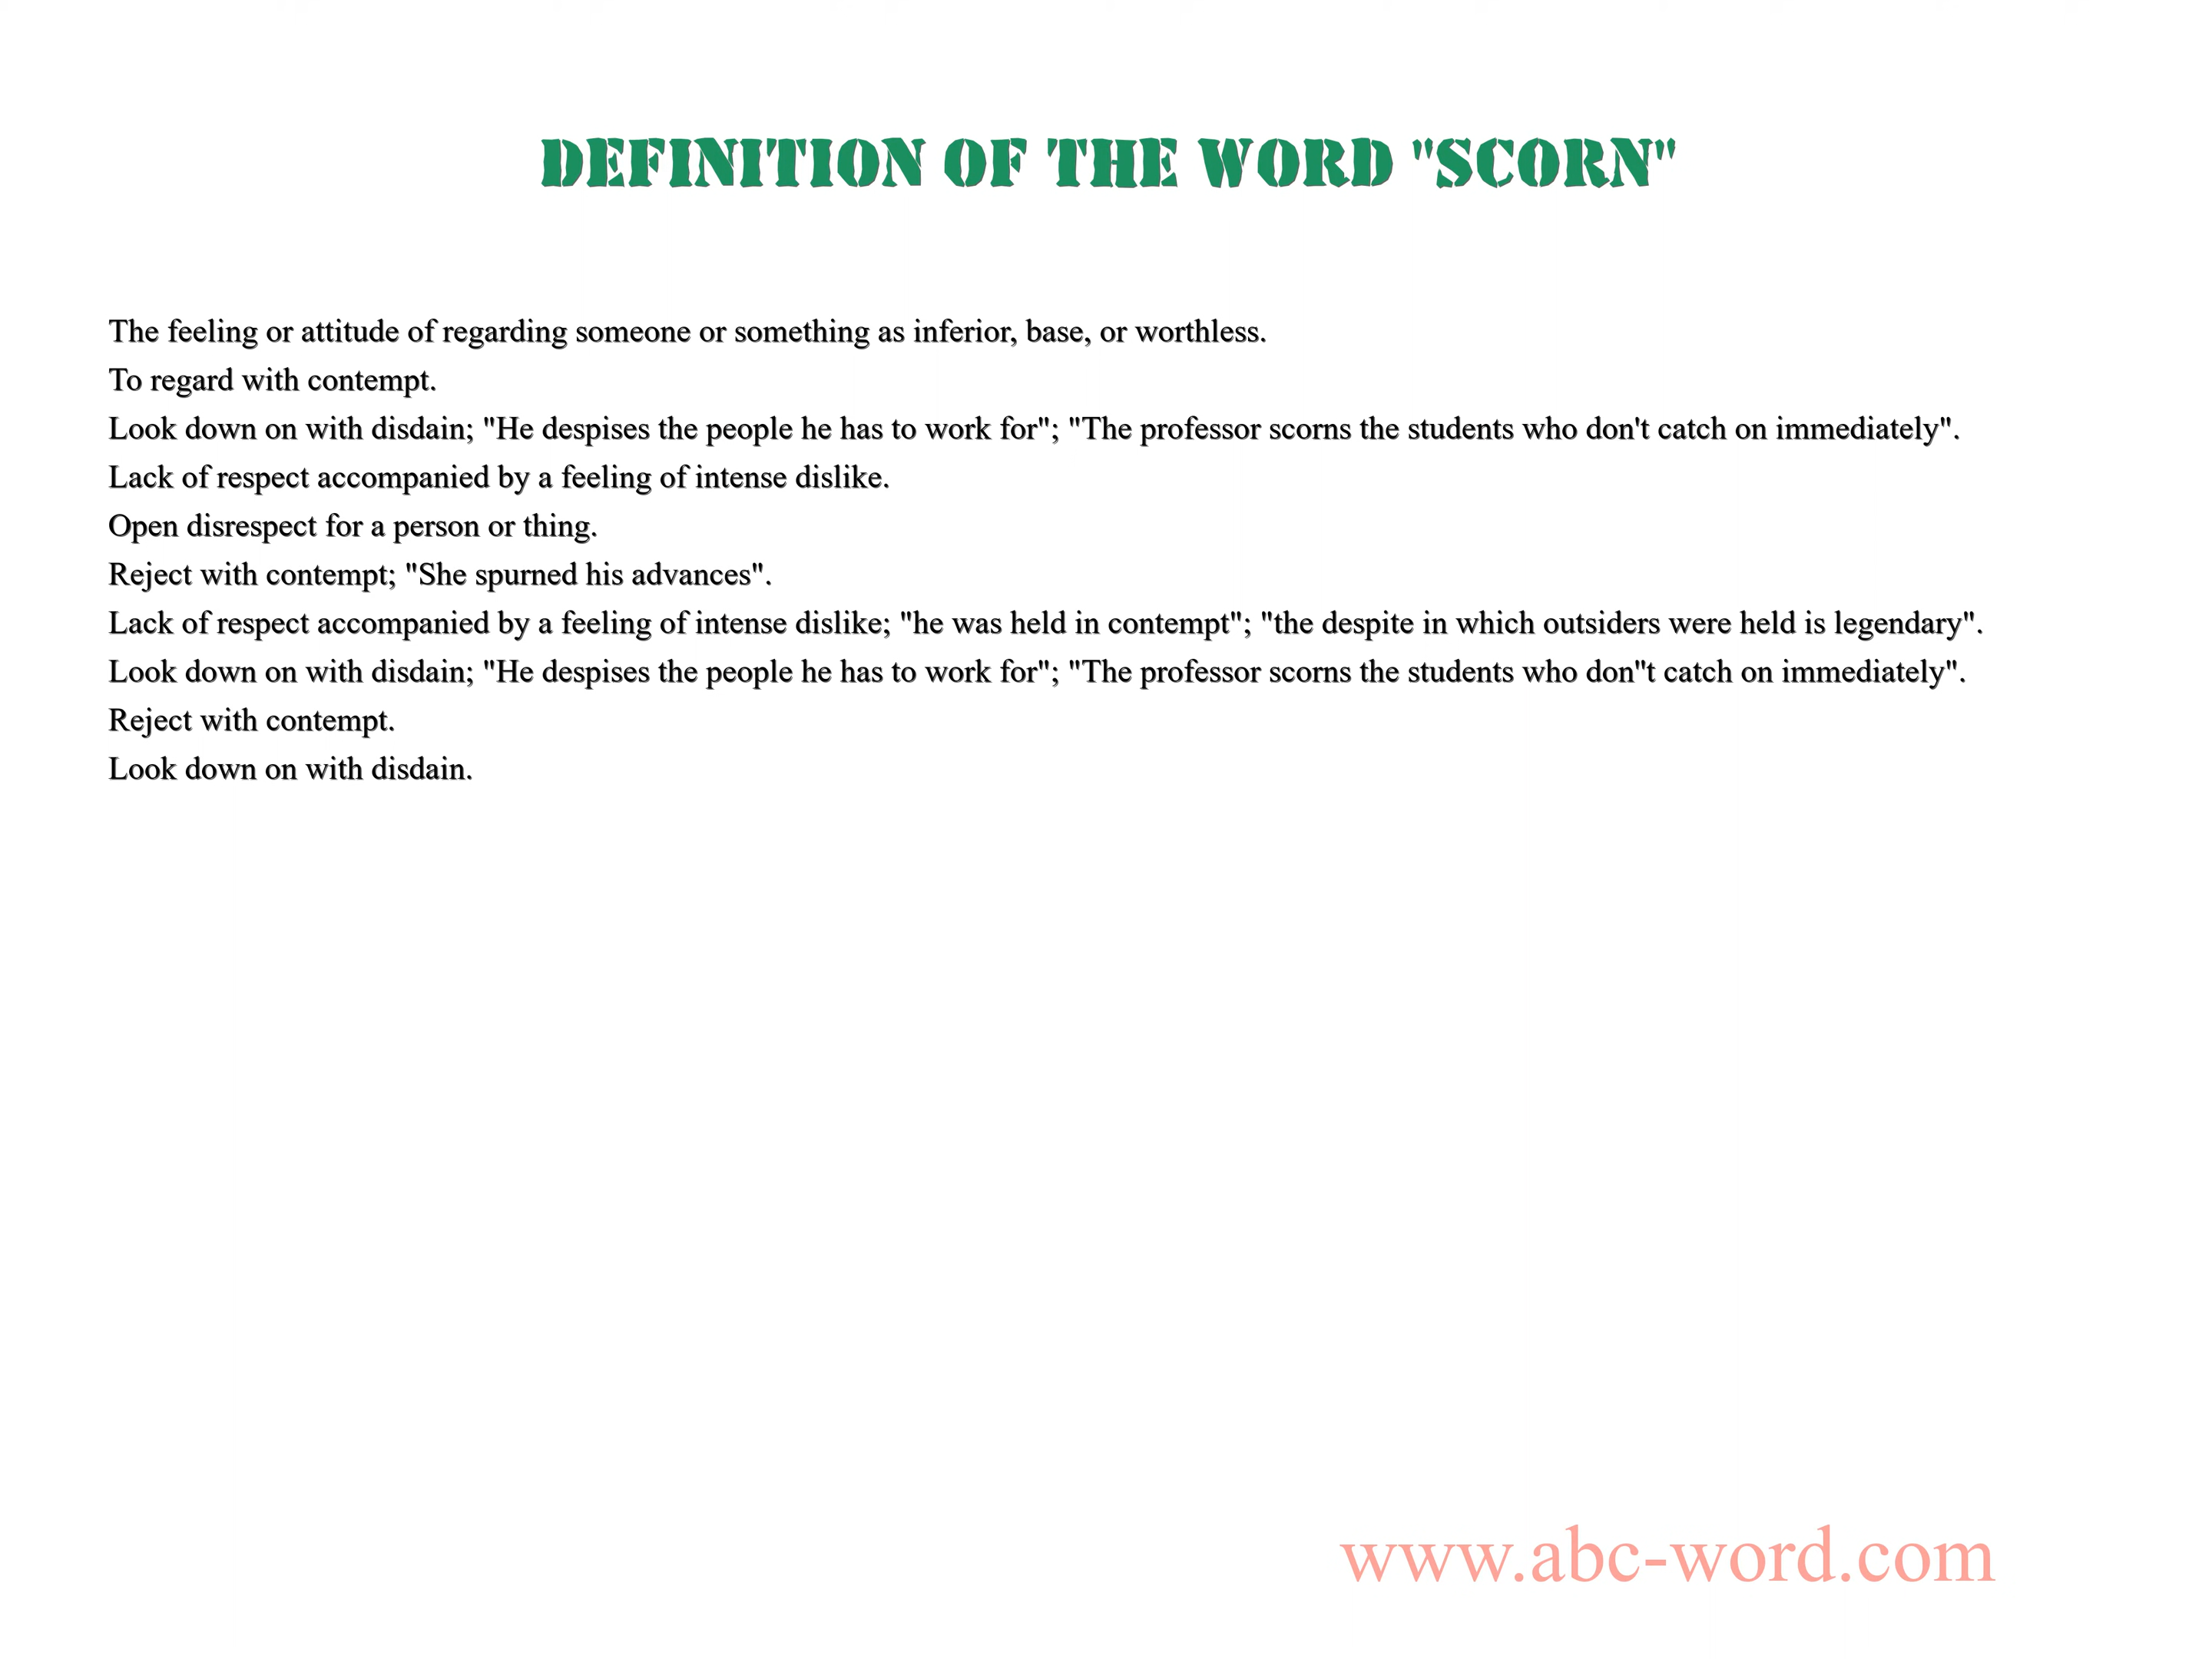 DEFINITION OF THE WORD "SCORN"
The feeling or attitude of regarding someone or something as inferior, base, or worthless.
To regard with contempt.
Look down on with disdain; "He despises the people he has to work for"; "The professor scorns the students who don't catch on immediately".
Lack of respect accompanied by a feeling of intense dislike.
Open disrespect for a person or thing.
Reject with contempt; "She spurned his advances".
Lack of respect accompanied by a feeling of intense dislike; "he was held in contempt"; "the despite in which outsiders were held is legendary".
Look down on with disdain; "He despises the people he has to work for"; "The professor scorns the students who don"t catch on immediately".
Reject with contempt.
Look down on with disdain.
www.abc-word.com